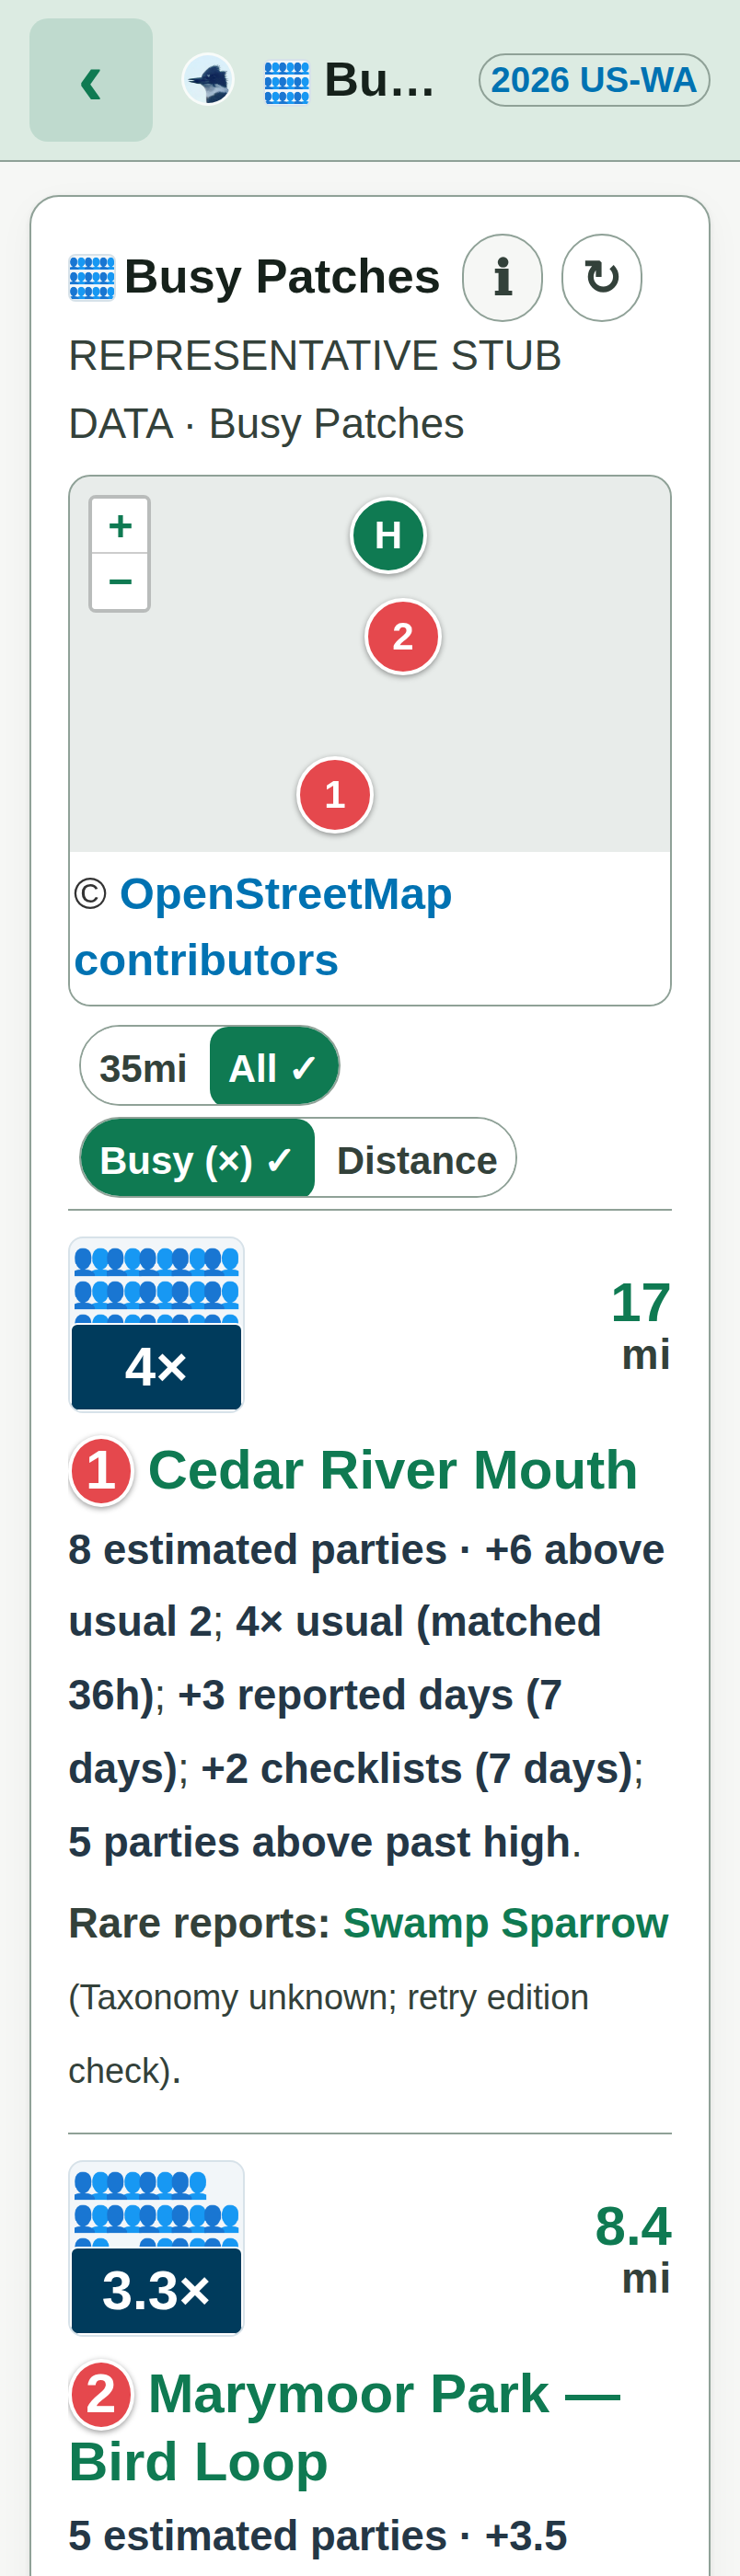 ‹ Bu… 2026 US-WA
Busy Patches ℹ ↻
REPRESENTATIVE STUB
DATA · Busy Patches
+
H
−
2
1
© OpenStreetMap
contributors
35mi All ✓
Busy (×) ✓ Distance
4×
17
mi
1 Cedar River Mouth
8 estimated parties · +6 above
usual 2; 4× usual (matched
36h); +3 reported days (7
days); +2 checklists (7 days);
5 parties above past high.
Rare reports: Swamp Sparrow
(Taxonomy unknown; retry edition
check).
3.3×
8.4
mi
2 Marymoor Park —
Bird Loop
5 estimated parties · +3.5